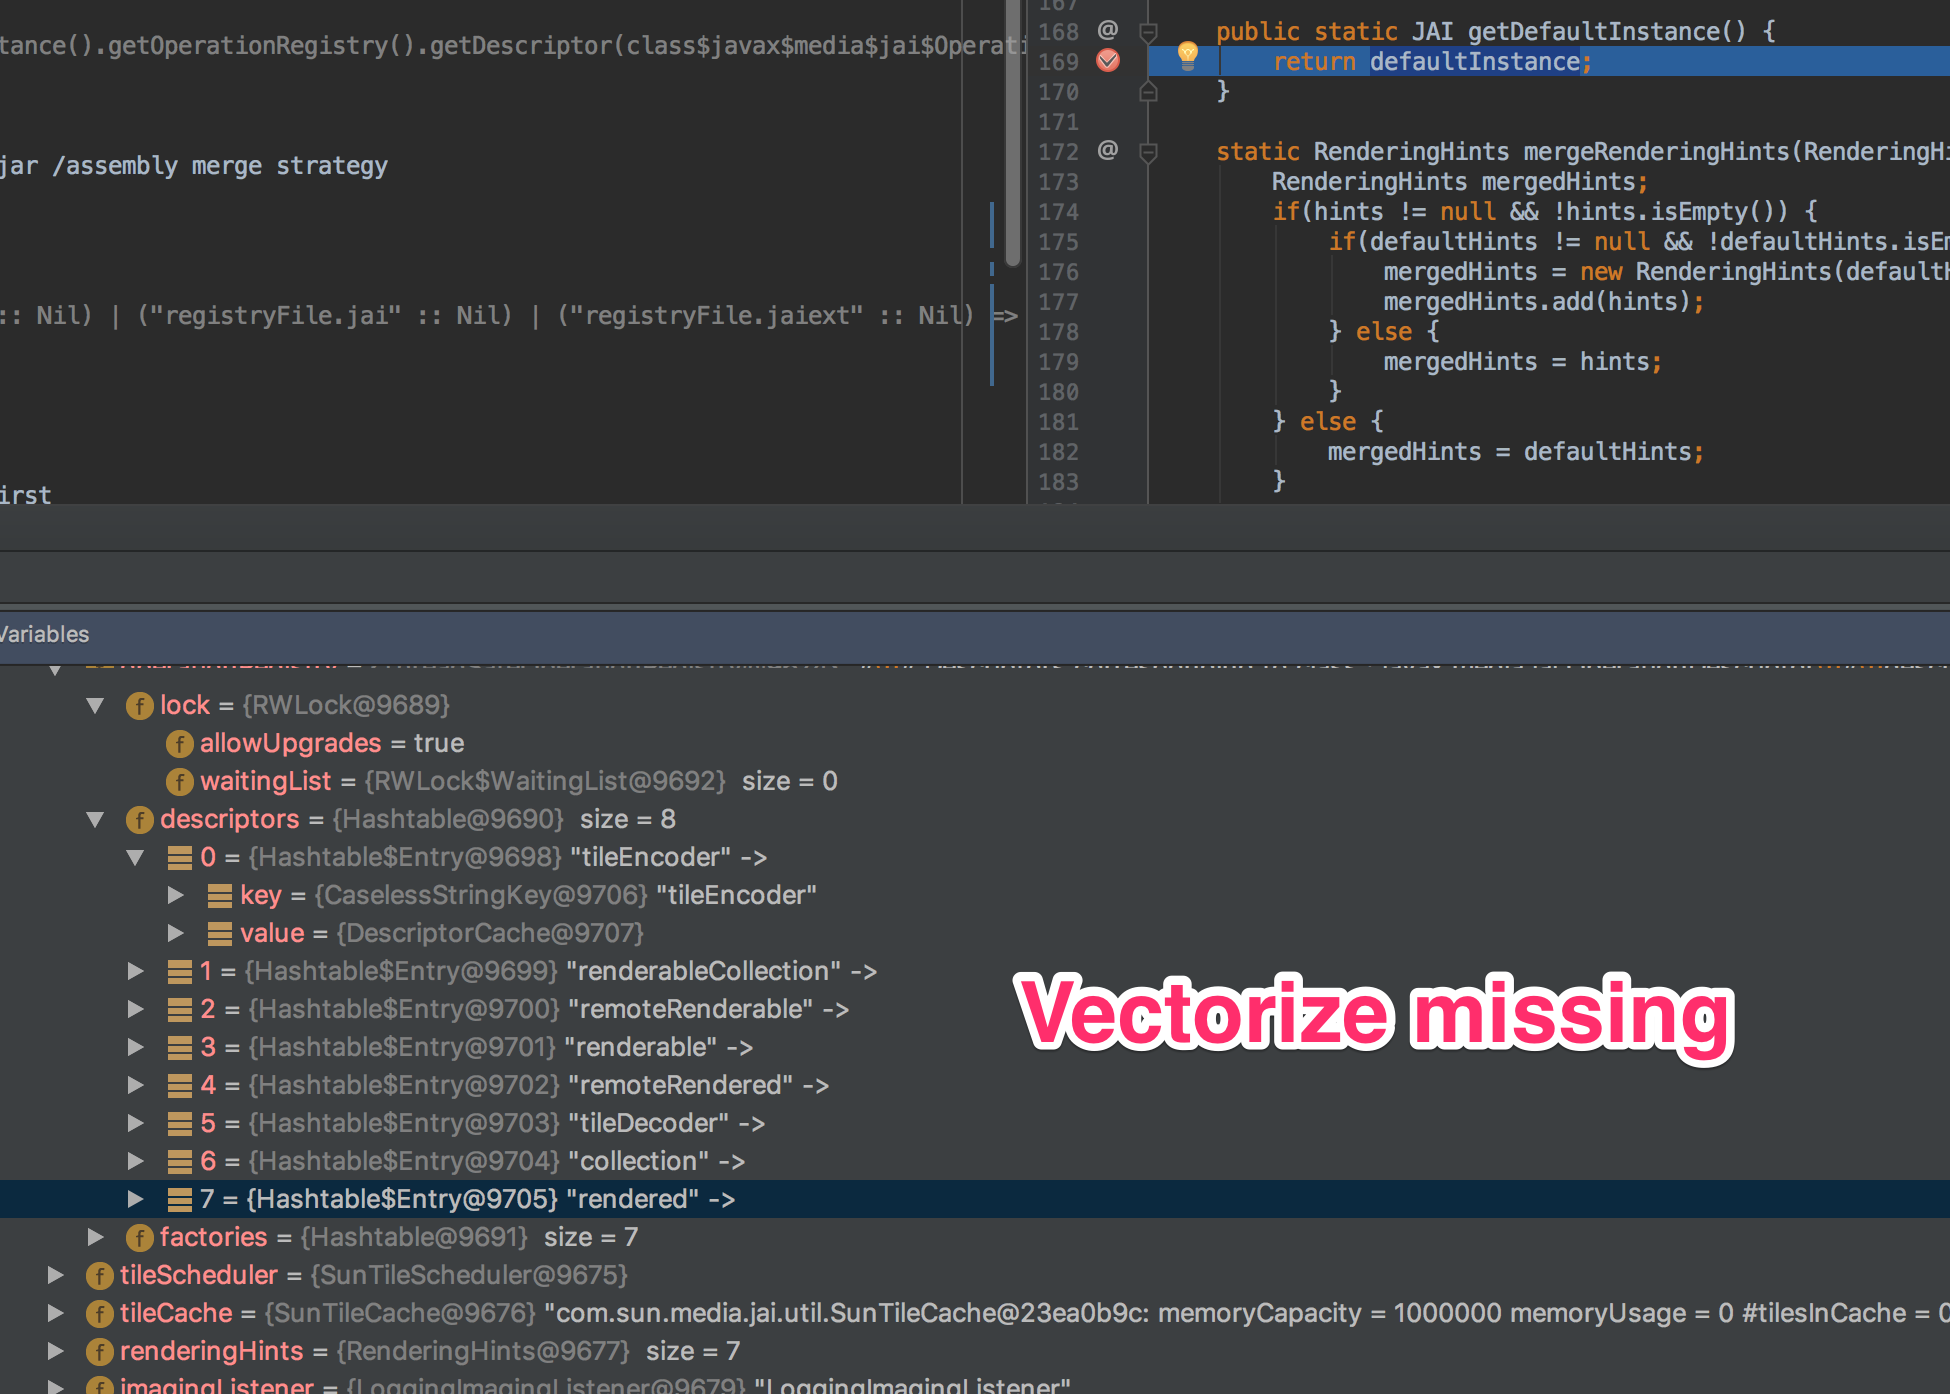 tance().getOperationRegistry().getDescriptor(class$javax$media$jai$Operati
jar /assembly merge strategy
:: Nil) | ("registryFile.jai" :: Nil) | ("registryFile.jaiext" :: Nil) =>
irst
167
168 @ public static JAI getDefaultInstance() {
169 return defaultInstance;
170 }
171
172 @ static RenderingHints mergeRenderingHints(RenderingHi
173 RenderingHints mergedHints;
174 if(hints != null && !hints.isEmpty()) {
175 if(defaultHints != null && !defaultHints.isEm
176 mergedHints = new RenderingHints(defaultH
177 mergedHints.add(hints);
178 } else {
179 mergedHints = hints;
180 }
181 } else {
182 mergedHints = defaultHints;
183 }
Variables
f lock = {RWLock@9689}
f allowUpgrades = true
f waitingList = {RWLock$WaitingList@9692} size = 0
f descriptors = {Hashtable@9690} size = 8
0 = {Hashtable$Entry@9698} "tileEncoder" ->
key = {CaselessStringKey@9706} "tileEncoder"
value = {DescriptorCache@9707}
1 = {Hashtable$Entry@9699} "renderableCollection" ->
2 = {Hashtable$Entry@9700} "remoteRenderable" ->
Vectorize missing
3 = {Hashtable$Entry@9701} "renderable" ->
4 = {Hashtable$Entry@9702} "remoteRendered" ->
5 = {Hashtable$Entry@9703} "tileDecoder" ->
6 = {Hashtable$Entry@9704} "collection" ->
7 = {Hashtable$Entry@9705} "rendered" ->
f factories = {Hashtable@9691} size = 7
f tileScheduler = {SunTileScheduler@9675}
f tileCache = {SunTileCache@9676} "com.sun.media.jai.util.SunTileCache@23ea0b9c: memoryCapacity = 1000000 memoryUsage = 0 #tilesInCache = 0
f renderingHints = {RenderingHints@9677} size = 7
f imagingListener = {LoggingImagingListener@9679} "LoggingImagingListener"